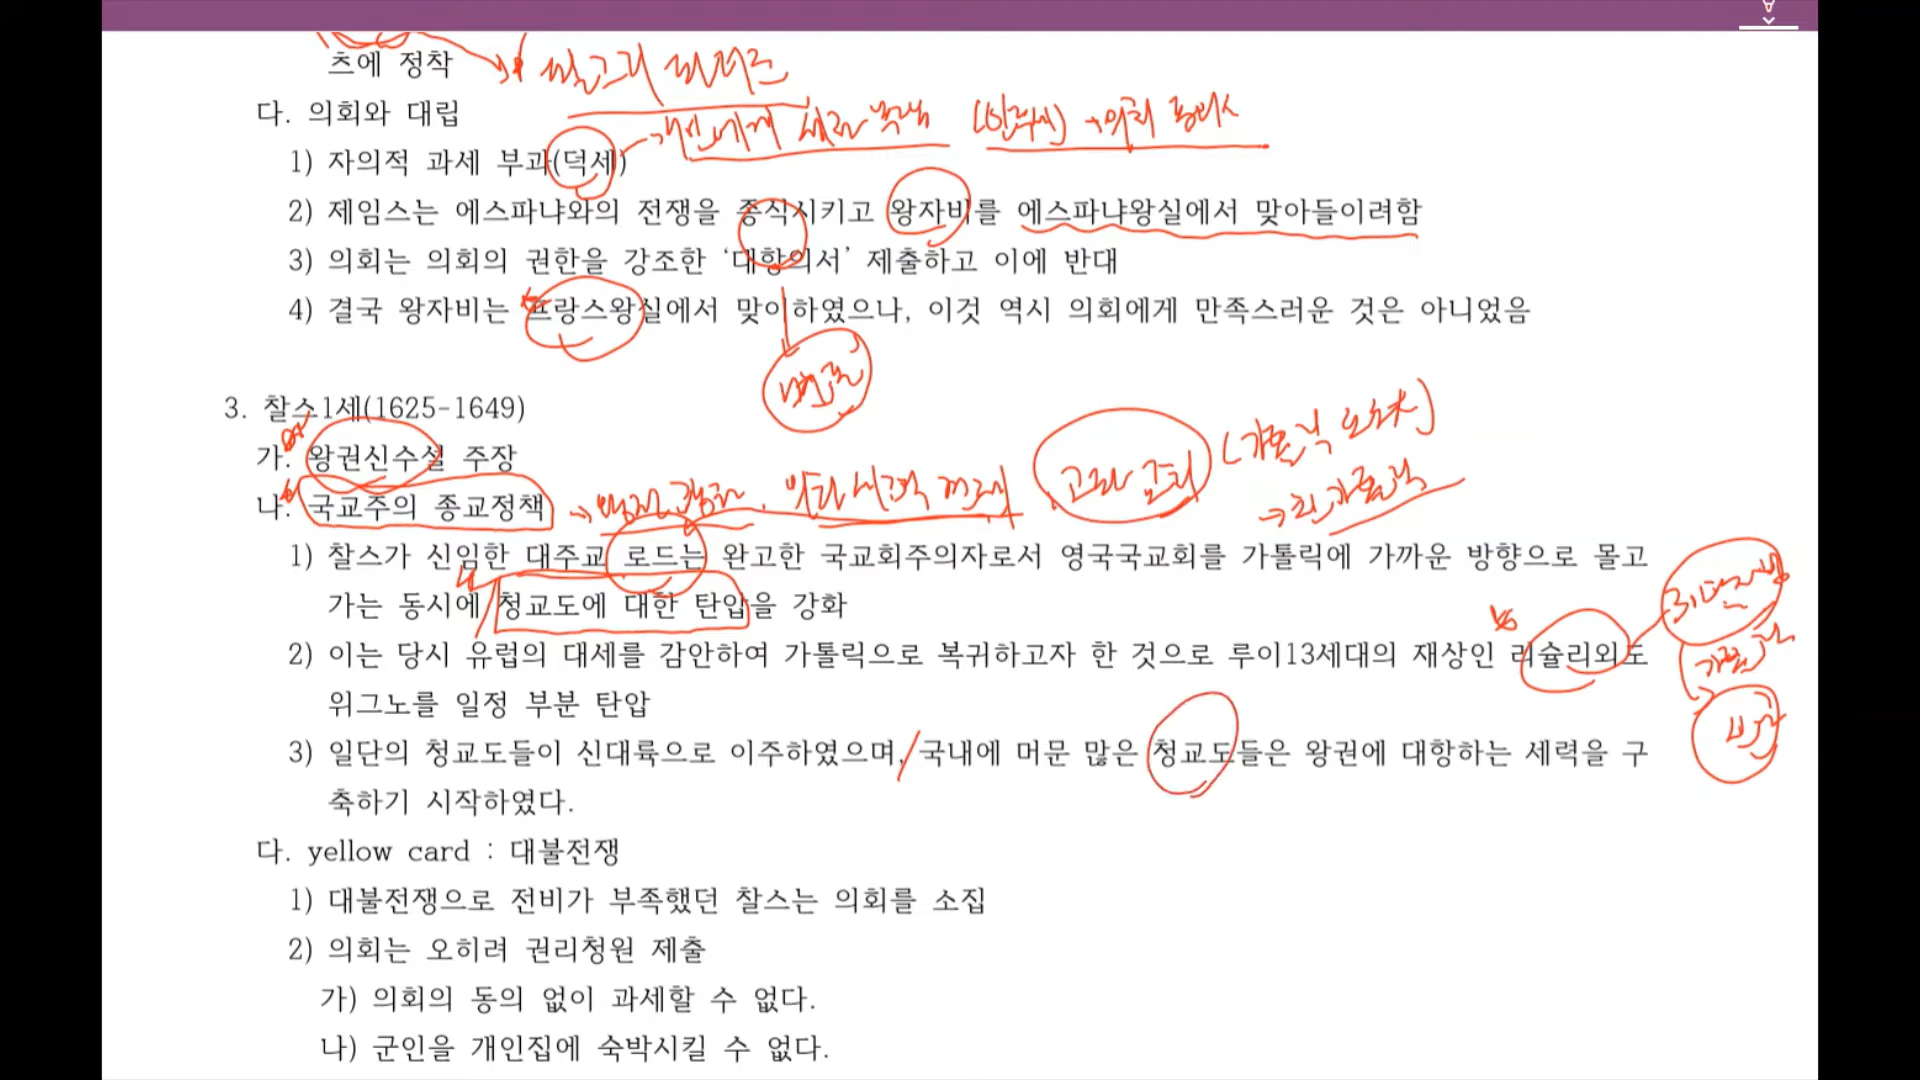 츠에 정착
필그림 파더즈
다. 의회와 대립
1) 자의적 과세 부과(덕세)
2) 제임스는 에스파냐와의 전쟁을 종식시키고 왕자비를 에스파냐왕실에서 맞아들이려함
3) 의회는 의회의 권한을 강조한 ‘대항의서’ 제출하고 이에 반대
4) 결국 왕자비는 프랑스왕실에서 맞이하였으나, 이것 역시 의회에게 만족스러운 것은 아니었음
3. 찰스1세(1625-1649)
가. 왕권신수설 주장
나. 국교주의 종교정책
1) 찰스가 신임한 대주교 로드는 완고한 국교회주의자로서 영국국교회를 가톨릭에 가까운 방향으로 몰고
가는 동시에 청교도에 대한 탄압을 강화
2) 이는 당시 유럽의 대세를 감안하여 가톨릭으로 복귀하고자 한 것으로 루이13세대의 재상인 리슐리외도
위그노를 일정 부분 탄압
3) 일단의 청교도들이 신대륙으로 이주하였으며, 국내에 머문 많은 청교도들은 왕권에 대항하는 세력을 구
축하기 시작하였다.
다. yellow card : 대불전쟁
1) 대불전쟁으로 전비가 부족했던 찰스는 의회를 소집
2) 의회는 오히려 권리청원 제출
가) 의회의 동의 없이 과세할 수 없다.
나) 군인을 개인집에 숙박시킬 수 없다.